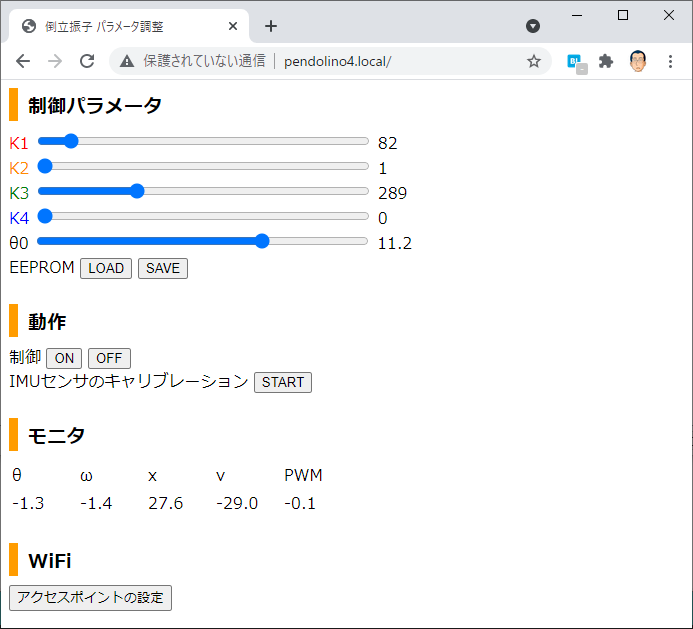 倒立振子 パラメータ調整
保護されていない通信 pendolino4.local/
制御パラメータ
K1 82
K2 1
K3 289
K4 0
θ0 11.2
EEPROM LOAD SAVE
動作
制御 ON OFF
IMUセンサのキャリブレーション START
モニタ
θ ω x v PWM
-1.3 -1.4 27.6 -29.0 -0.1
WiFi
アクセスポイントの設定